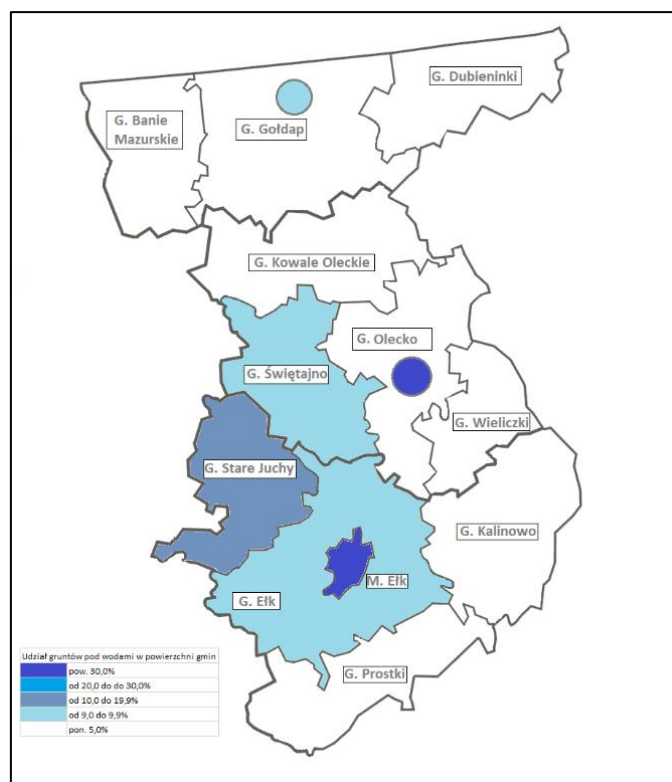 G. Dubieninki
G. Banie
Mazurskie
G. Gołdap
G. Kowale Oleckie
G. Olecko
G. Świętajno
G. Wieliczki
G. Stare Juchy
G. Kalinowo
M. Ełk
G. Ełk
G. Prostki
Udział gruntów pod wodami w powierzchni gmin
pow. 30,0%
od 20,0 do do 30,0%
od 10,0 do 19,9%
od 9,0 do 9,9%
pon. 5,0%